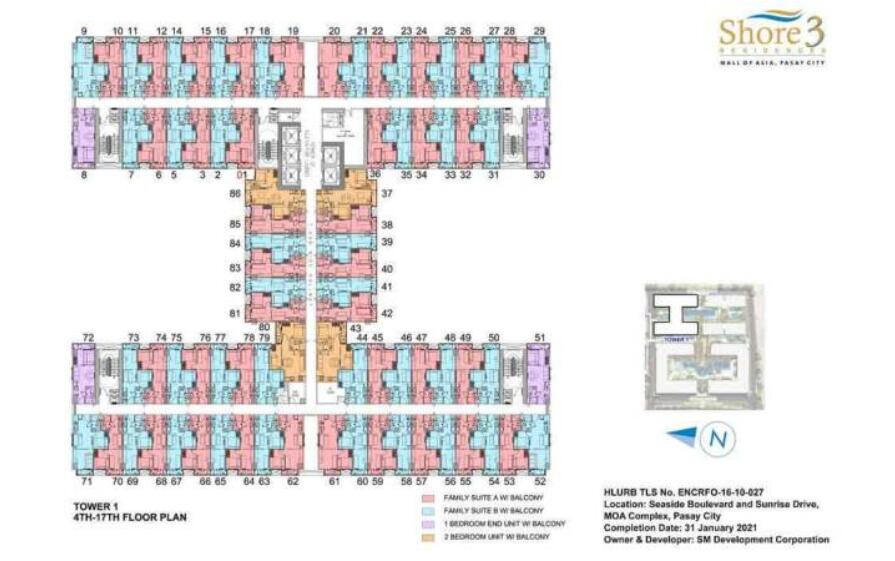 9 10 11 12 14 15 16 17 18 19 20 21 22 23 24 25 26 27 28 29
Shore 3
RESIDENCES
MALL OF ASIA, PASAY CITY
8 7 6 5 3 2 01 36 35 34 33 32 31 30
86 37
85 38
84 39
83 40
82 41
81 42
80 43
72 73 74 75 76 77 78 79 44 45 46 47 48 49 50 51
TOWER 1
N
71 70 69 68 67 66 65 64 63 62 61 60 59 58 57 56 55 54 53 52
TOWER 1
4TH-17TH FLOOR PLAN
FAMILY SUITE A W/ BALCONY
FAMILY SUITE B W/ BALCONY
1 BEDROOM END UNIT W/ BALCONY
2 BEDROOM UNIT W/ BALCONY
HLURB TLS No. ENCRFO-16-10-027
Location: Seaside Boulevard and Sunrise Drive,
MOA Complex, Pasay City
Completion Date: 31 January 2021
Owner & Developer: SM Development Corporation